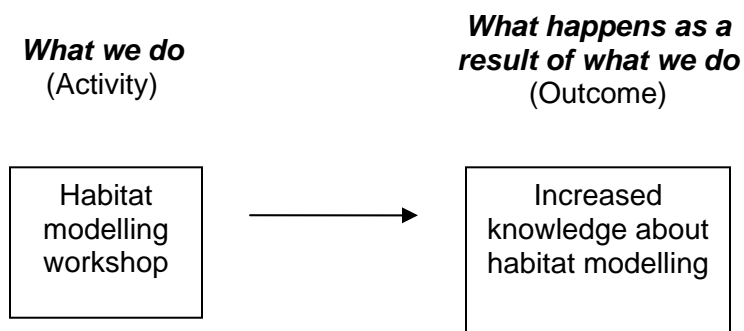 What we do
(Activity)
What happens as a
result of what we do
(Outcome)
Habitat
modelling
workshop
Increased
knowledge about
habitat modelling